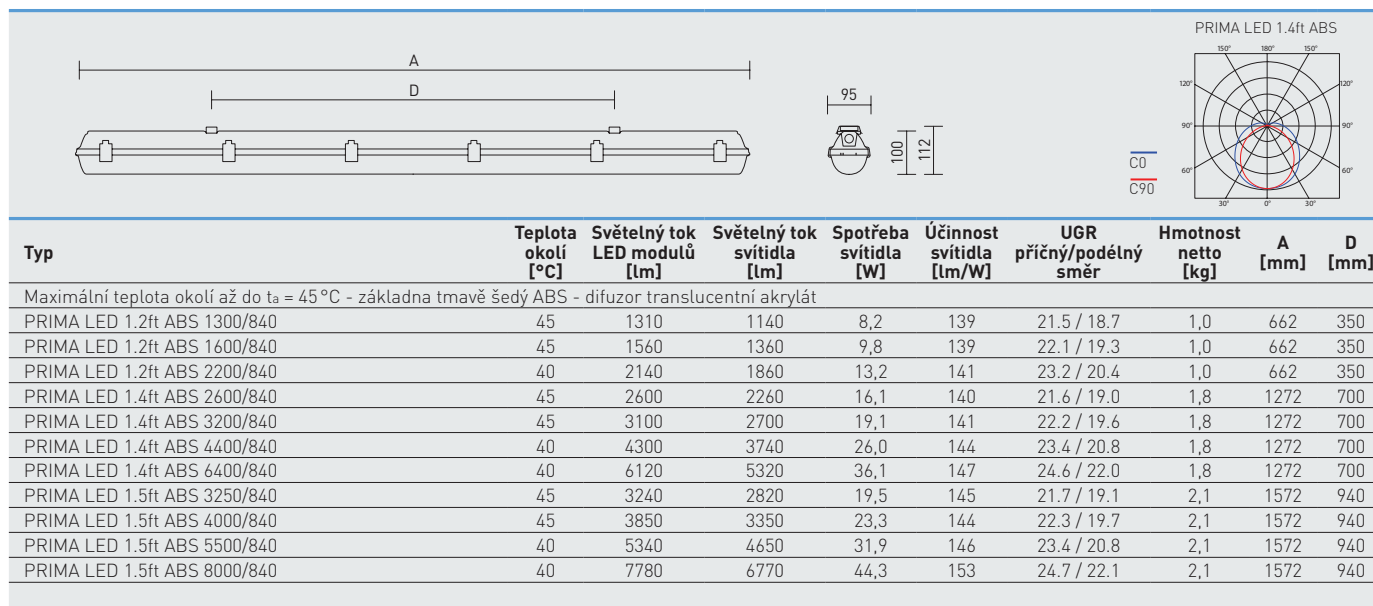 PRIMA LED 1.4ft ABS
150° 180° 150°
A
120° 120°
D
95
90° 90°
100
112
C0
60° 60°
C90
30° 0° 30°
Typ Teplota okolí [°C] Světelný tok LED modulů [lm] Světelný tok svítidla [lm] Spotřeba svítidla [W] Účinnost svítidla [lm/W] UGR příčný/podélný směr Hmotnost netto [kg] A [mm] D [mm]
Maximální teplota okolí až do ta = 45°C - základna tmavě šedý ABS - difuzor translucentní akrylát
PRIMA LED 1.2ft ABS 1300/840 45 1310 1140 8,2 139 21.5 / 18.7 1,0 662 350
PRIMA LED 1.2ft ABS 1600/840 45 1560 1360 9,8 139 22.1 / 19.3 1,0 662 350
PRIMA LED 1.2ft ABS 2200/840 40 2140 1860 13,2 141 23.2 / 20.4 1,0 662 350
PRIMA LED 1.4ft ABS 2600/840 45 2600 2260 16,1 140 21.6 / 19.0 1,8 1272 700
PRIMA LED 1.4ft ABS 3200/840 45 3100 2700 19,1 141 22.2 / 19.6 1,8 1272 700
PRIMA LED 1.4ft ABS 4400/840 40 4300 3740 26,0 144 23.4 / 20.8 1,8 1272 700
PRIMA LED 1.4ft ABS 6400/840 40 6120 5320 36,1 147 24.6 / 22.0 1,8 1272 700
PRIMA LED 1.5ft ABS 3250/840 45 3240 2820 19,5 145 21.7 / 19.1 2,1 1572 940
PRIMA LED 1.5ft ABS 4000/840 45 3850 3350 23,3 144 22.3 / 19.7 2,1 1572 940
PRIMA LED 1.5ft ABS 5500/840 40 5340 4650 31,9 146 23.4 / 20.8 2,1 1572 940
PRIMA LED 1.5ft ABS 8000/840 40 7780 6770 44,3 153 24.7 / 22.1 2,1 1572 940